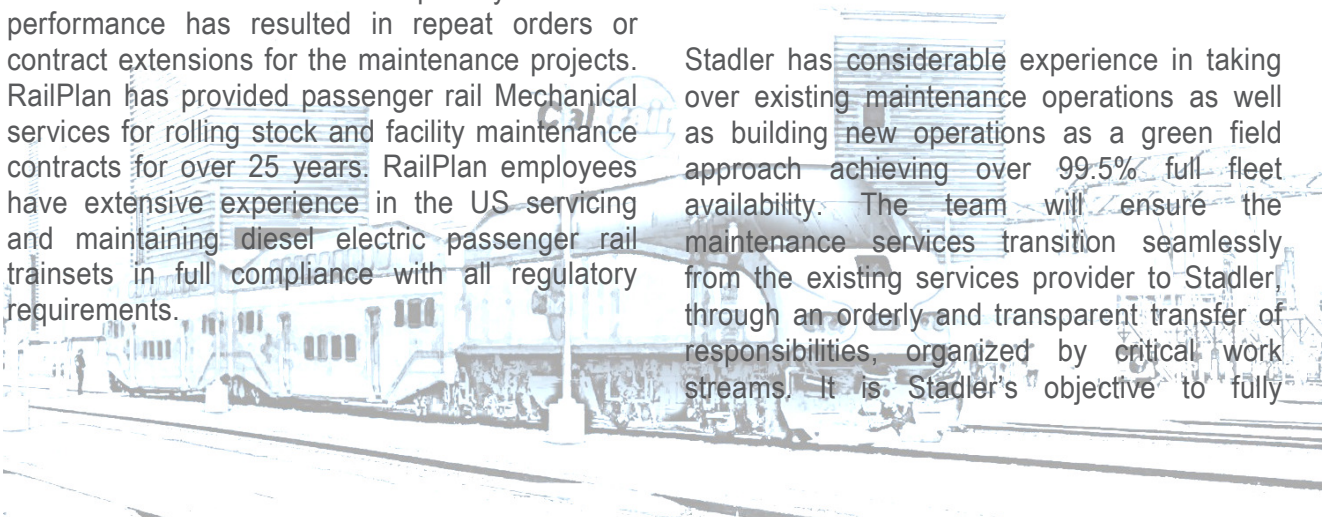 performance has resulted in repeat orders or
contract extensions for the maintenance projects.
RailPlan has provided passenger rail Mechanical
services for rolling stock and facility maintenance
contracts for over 25 years. RailPlan employees
have extensive experience in the US servicing
and maintaining diesel electric passenger rail
trainsets in full compliance with all regulatory
requirements.
Stadler has considerable experience in taking
over existing maintenance operations as well
as building new operations as a green field
approach achieving over 99.5% full fleet
availability. The team will ensure the
maintenance services transition seamlessly
from the existing services provider to Stadler,
through an orderly and transparent transfer of
responsibilities, organized by critical work
streams. It is Stadler’s objective to fully